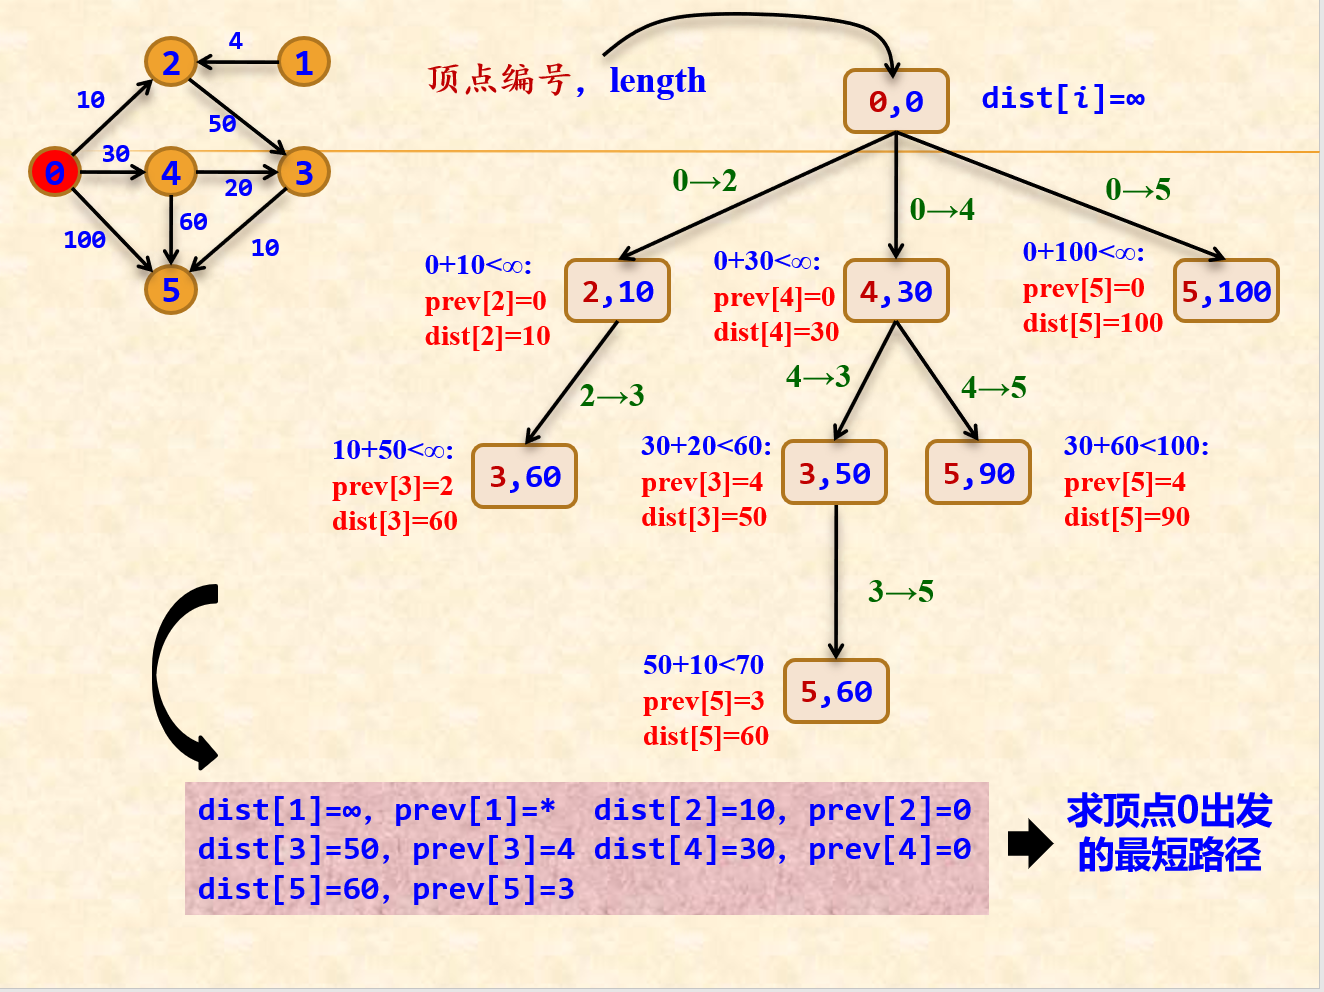 4
2
1
10
50
30
0
4
3
20
60
100
10
5
顶点编号，length
0,0
dist[i]=∞
0→2
0→4
0→5
0+10<∞:
prev[2]=0
dist[2]=10
2,10
0+30<∞:
prev[4]=0
dist[4]=30
4,30
0+100<∞:
prev[5]=0
dist[5]=100
5,100
2→3
4→3
4→5
10+50<∞:
prev[3]=2
dist[3]=60
3,60
30+20<60:
prev[3]=4
dist[3]=50
3,50
5,90
30+60<100:
prev[5]=4
dist[5]=90
3→5
50+10<70
prev[5]=3
dist[5]=60
5,60
dist[1]=∞, prev[1]=* dist[2]=10, prev[2]=0
dist[3]=50, prev[3]=4 dist[4]=30, prev[4]=0
dist[5]=60, prev[5]=3
求顶点0出发
的最短路径